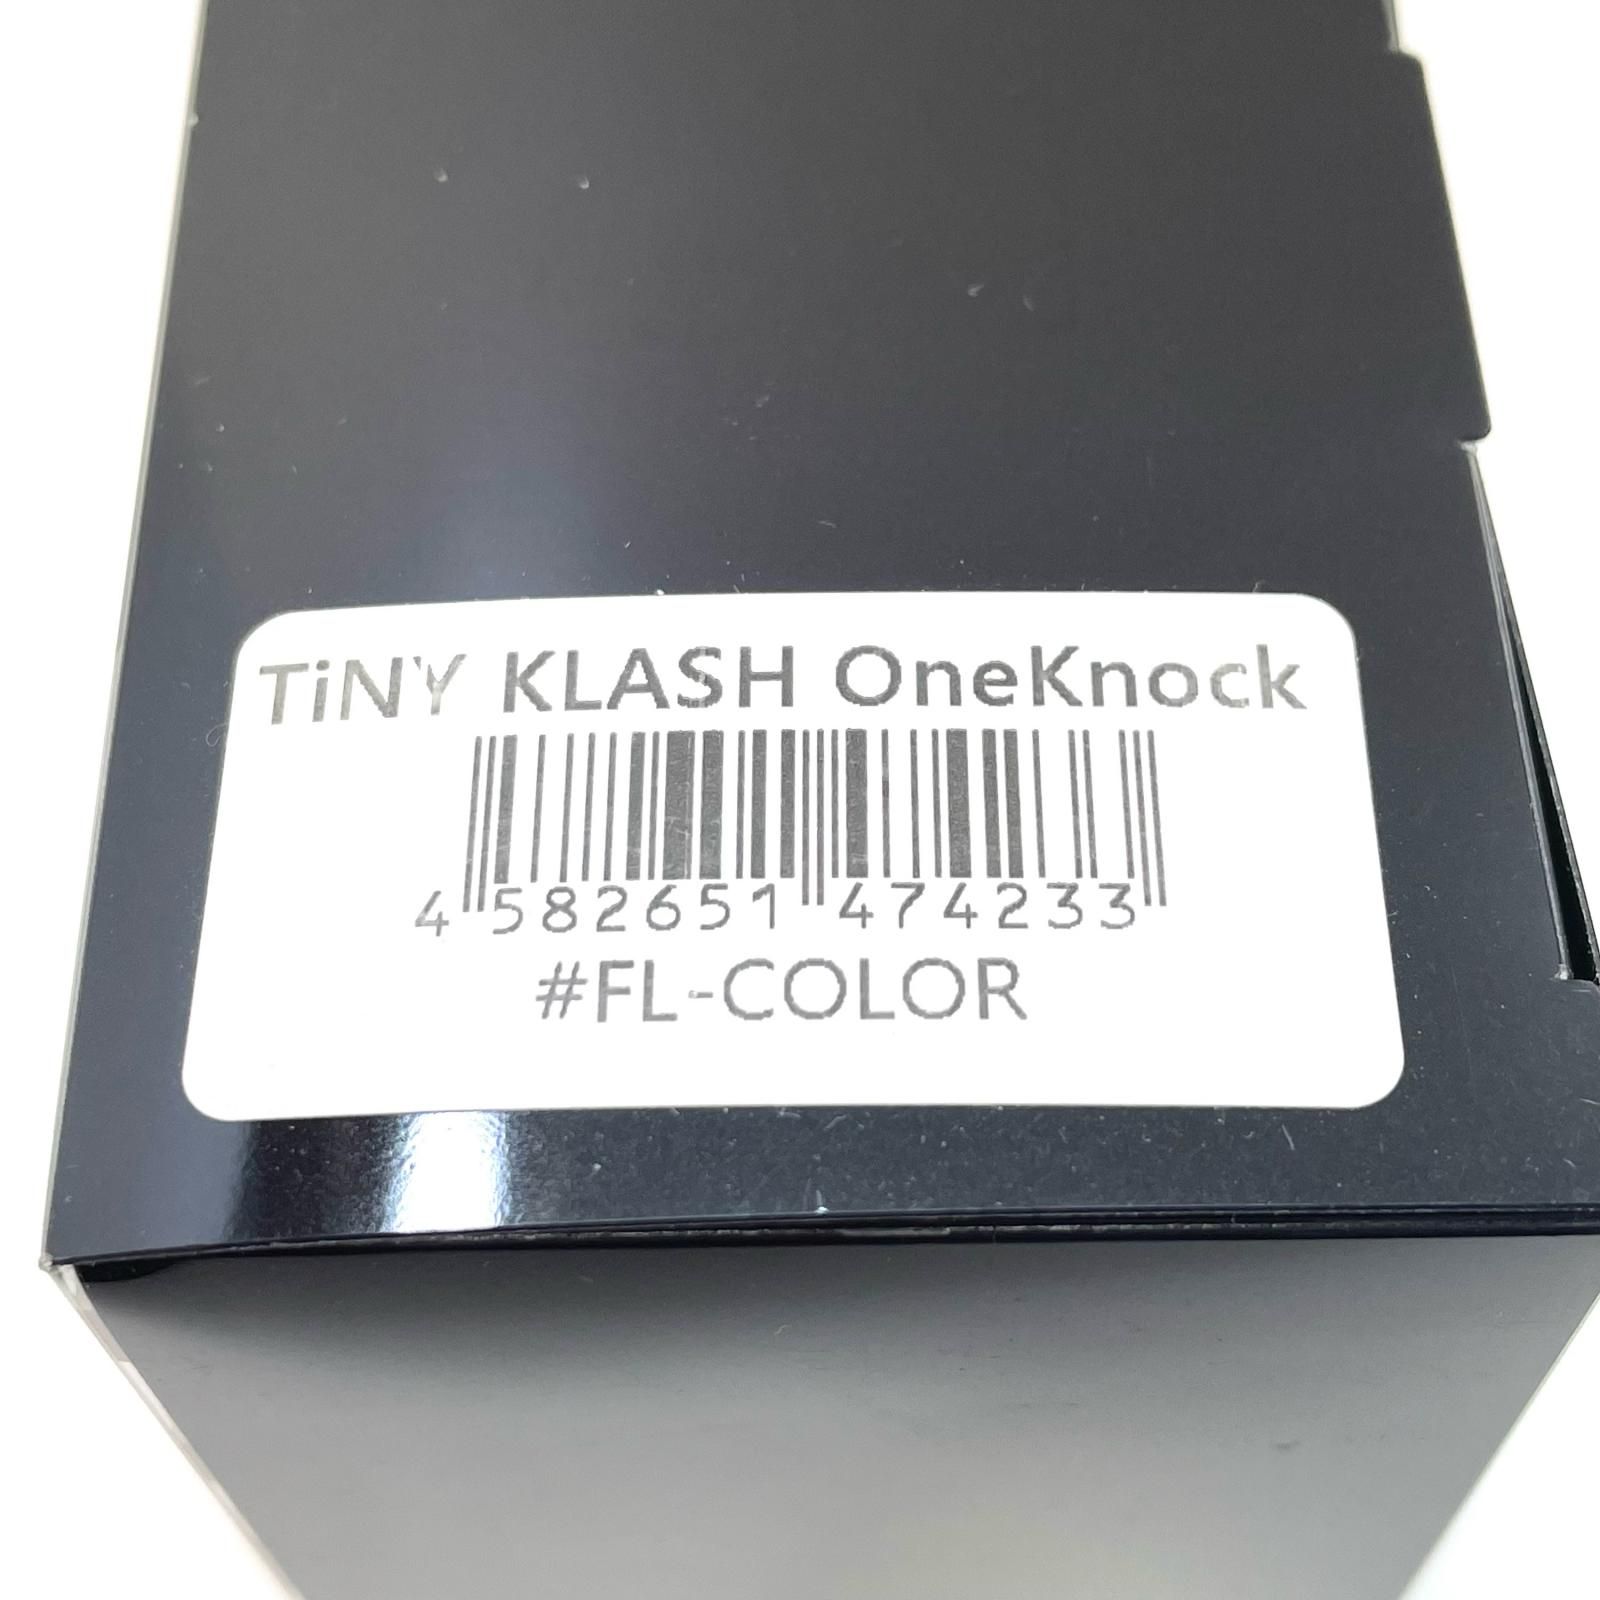 TiNY KLASH OneKnock
4 582651 474233
#FL-COLOR